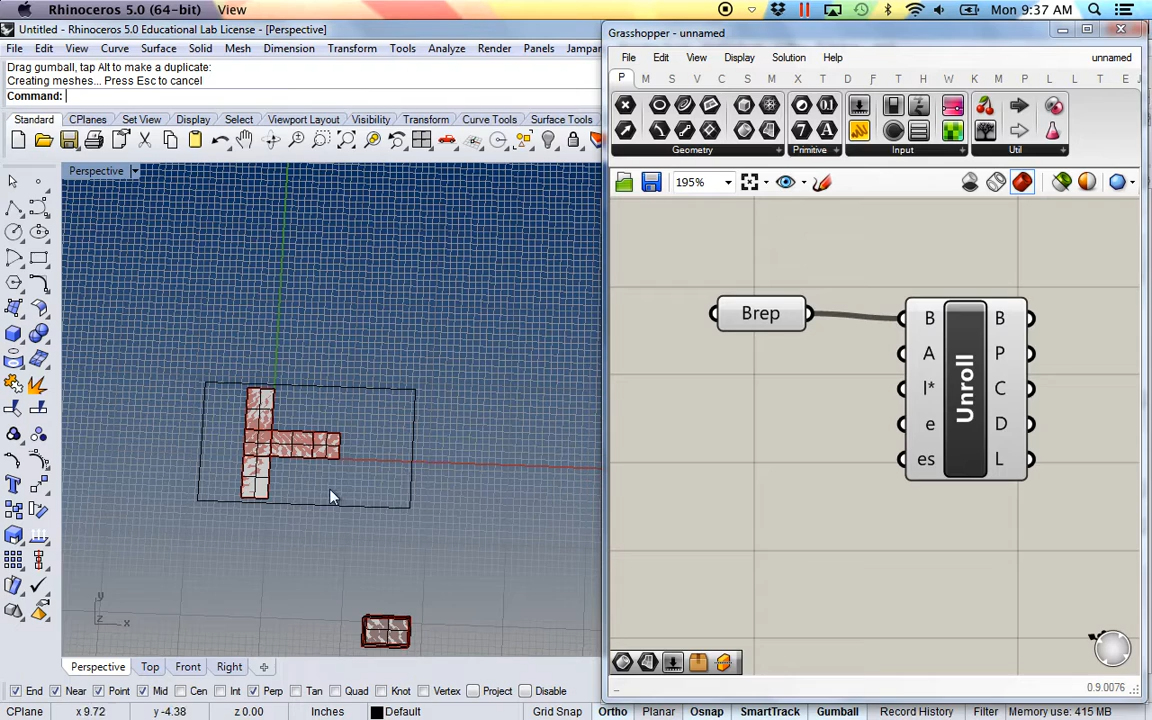 Rhinoceros 5.0 (64-bit) View
Mon 9:37 AM
Untitled - Rhinoceros 5.0 Educational Lab License - [Perspective]
File Edit View Curve Surface Solid Mesh Dimension Transform Tools Analyze Render Panels
Drag gumball, tap Alt to make a duplicate:
Creating meshes... Press Esc to cancel
Command:
Standard CPlanes Set View Display Select Viewport Layout Visibility Transform Curve Tools Surface Tools
Perspective
y
z x
Perspective Top Front Right
End Near Point Mid Cen Int Perp Tan Quad Knot Vertex Project Disable
CPlane x 9.72 y -4.38 z 0.00 Inches Default Grid Snap Ortho Planar Osnap SmartTrack Gumball Record History Filter Memory use: 415 MB
Grasshopper - unnamed
File Edit View Display Solution Help unnamed
P M S V C S M I T D F T E H J K L B H W K M P L E T E
Geometry Primitive Input Util
195%
Brep
B
A
I*
e
es
Unroll
B
P
C
D
L
0.9.0076